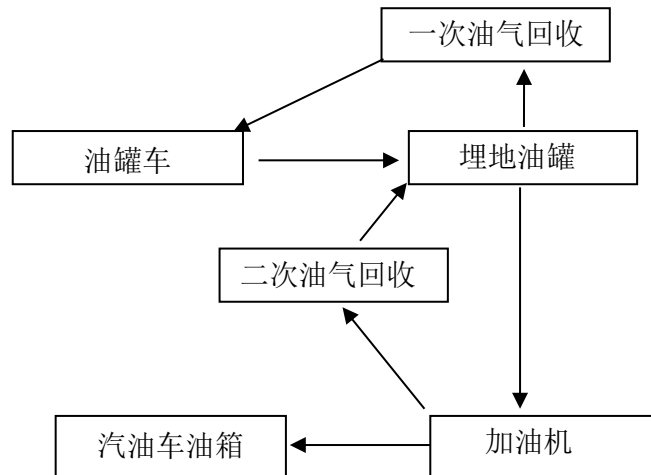 一次油气回收
油罐车
埋地油罐
二次油气回收
汽油车油箱
加油机